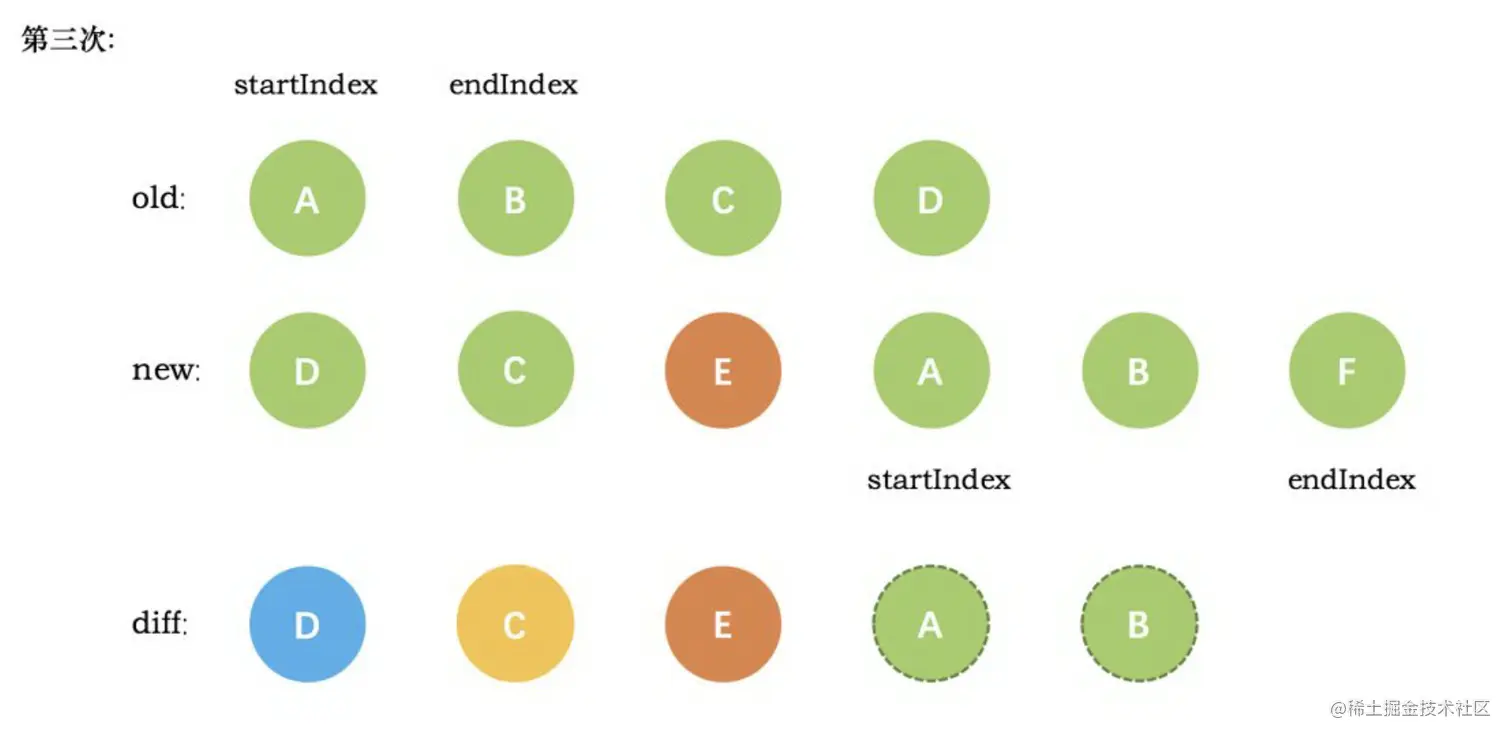 第三次:
startIndex endIndex
old: A B C D
new: D C E A B F
startIndex endIndex
diff: D C E A B
@稀土掘金技术社区